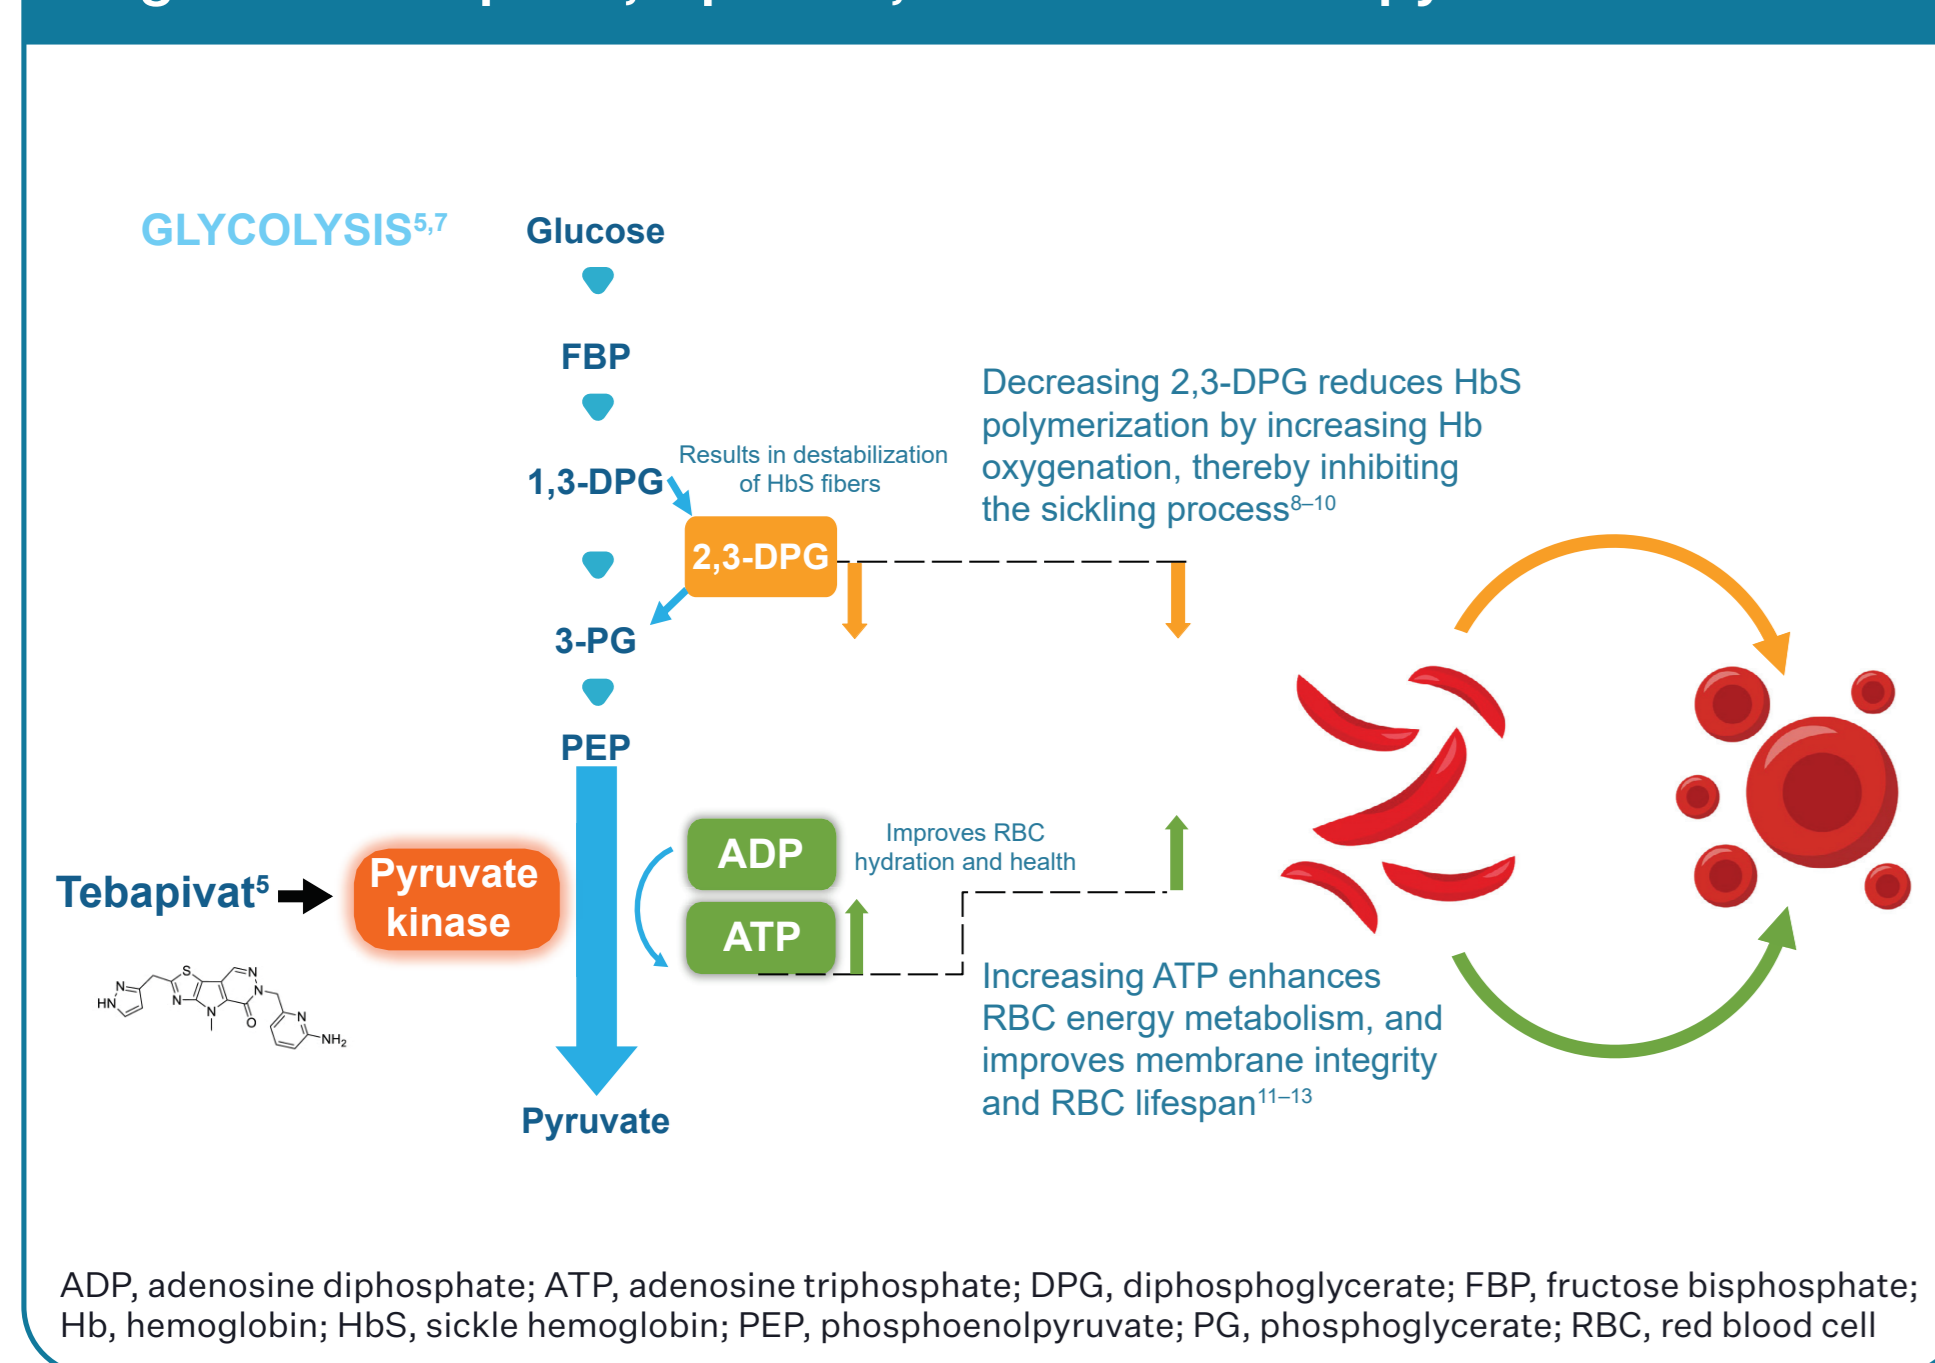 GLYCOLYSIS5,7
Glucose
FBP
1,3-DPG
Results in destabilization
of HbS fibers
2,3-DPG
Decreasing 2,3-DPG reduces HbS
polymerization by increasing Hb
oxygenation, thereby inhibiting
the sickling process8–10
3-PG
PEP
Tebapivat5
Pyruvate
kinase
ADP
ATP
Improves RBC
hydration and health
Increasing ATP enhances
RBC energy metabolism, and
improves membrane integrity
and RBC lifespan11–13
Pyruvate
HN
N
S
N
N
N
N
O
N
NH2
ADP, adenosine diphosphate; ATP, adenosine triphosphate; DPG, diphosphoglycerate; FBP, fructose bisphosphate;
Hb, hemoglobin; HbS, sickle hemoglobin; PEP, phosphoenolpyruvate; PG, phosphoglycerate; RBC, red blood cell